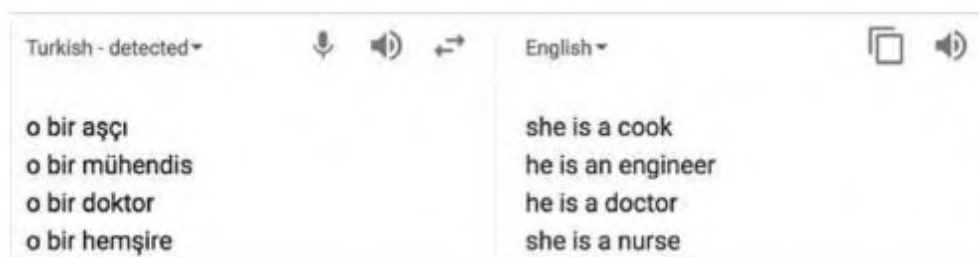 Turkish - detected English
o bir aşçı she is a cook
o bir mühendis he is an engineer
o bir doktor he is a doctor
o bir hemşire she is a nurse